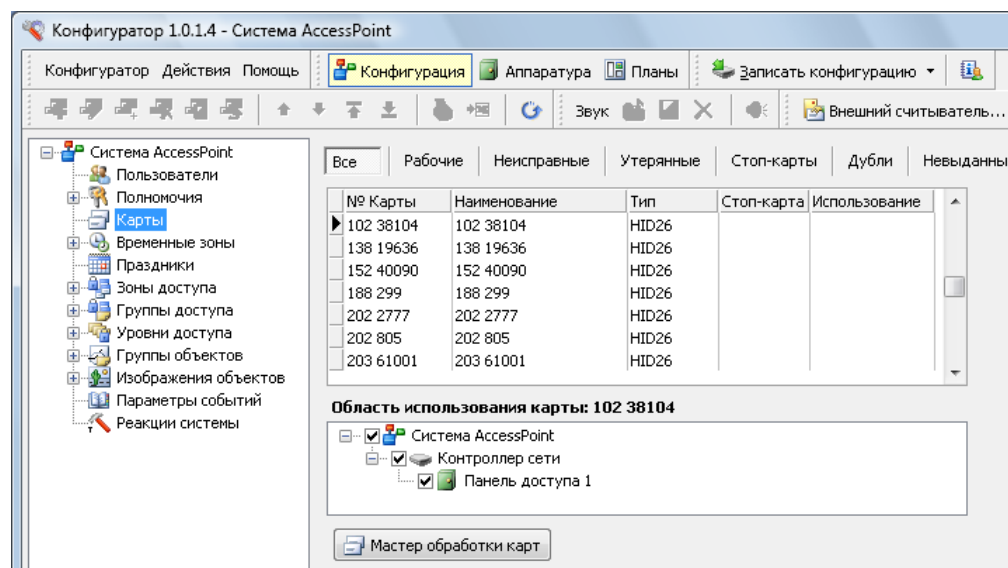 Конфигуратор 1.0.1.4 - Система AccessPoint
Конфигуратор Действия Помощь Конфигурация Аппаратура Планы Записать конфигурацию
Звук Внешний считыватель...
Система AccessPoint
Пользователи
Полномочия
Карты
Временные зоны
Праздники
Зоны доступа
Группы доступа
Уровни доступа
Группы объектов
Изображения объектов
Параметры событий
Реакции системы
Все Рабочие Неисправные Утерянные Стоп-карты Дубли Невыданны
№ Карты Наименование Тип Стоп-карта Использование
102 38104 102 38104 HID26
138 19636 138 19636 HID26
152 40090 152 40090 HID26
188 299 188 299 HID26
202 2777 202 2777 HID26
202 805 202 805 HID26
203 61001 203 61001 HID26
Область использования карты: 102 38104
Система AccessPoint
Контроллер сети
Панель доступа 1
Мастер обработки карт